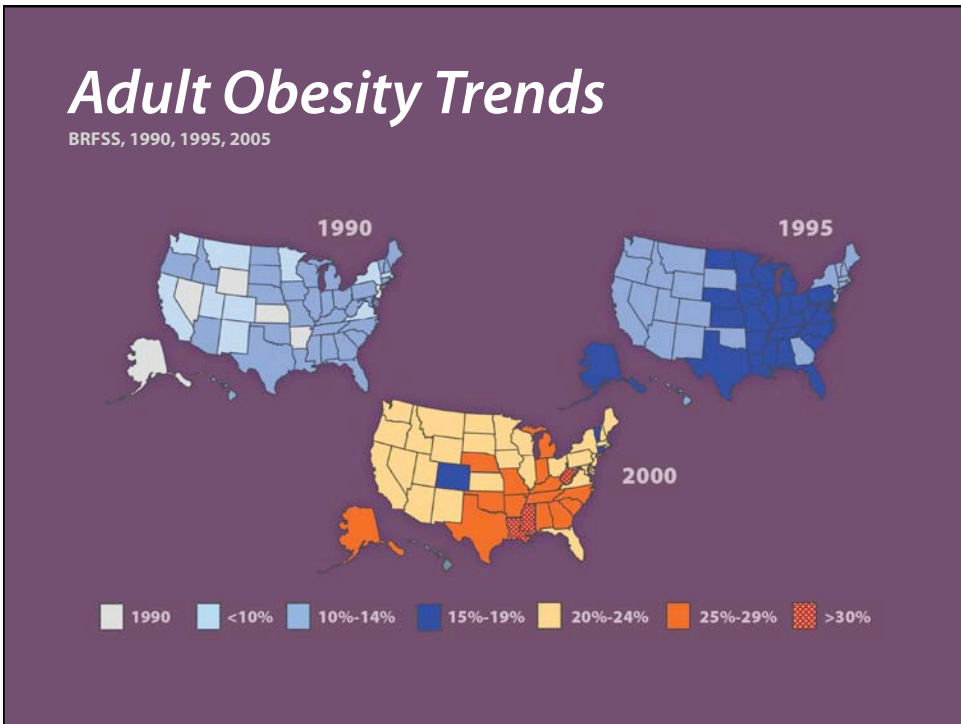 Adult Obesity Trends
BRFSS, 1990, 1995, 2005
1990
1995
2000
1990 <10% 10%-14% 15%-19% 20%-24% 25%-29% >30%